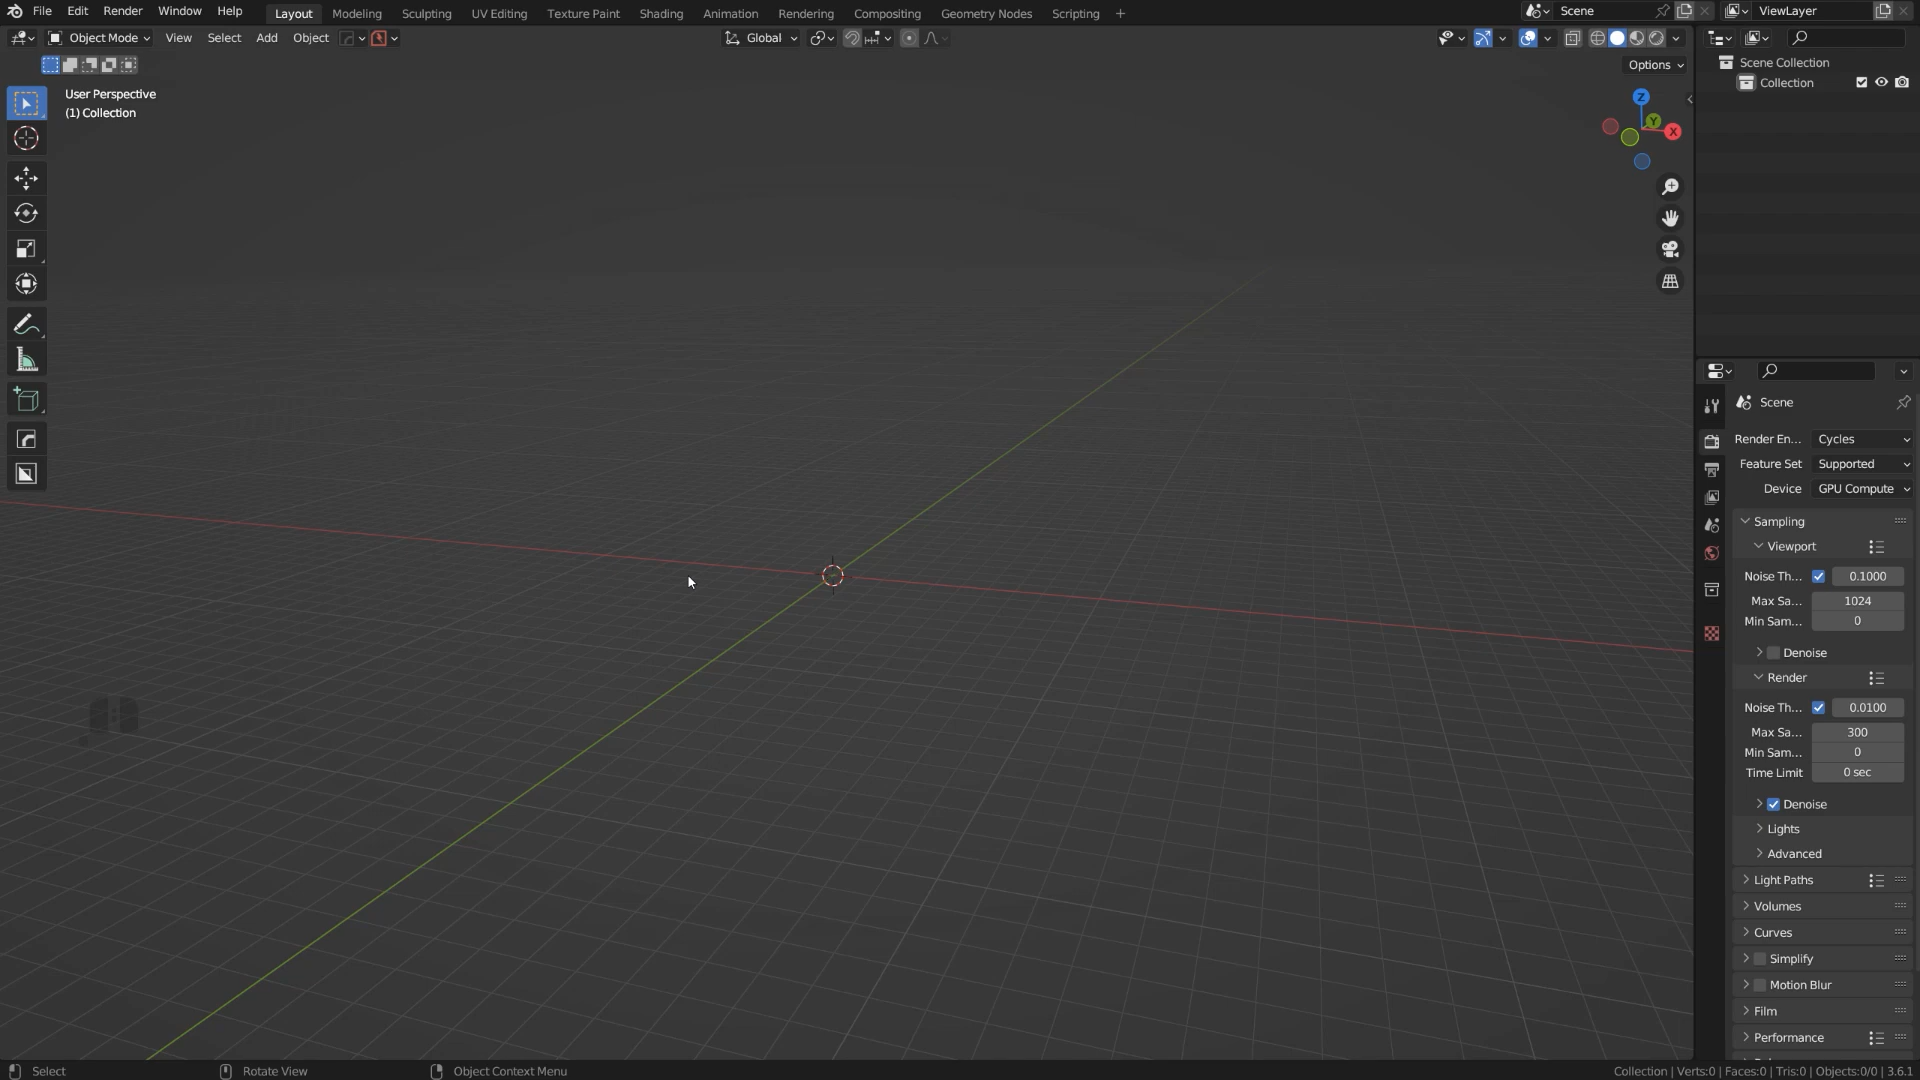 File Edit Render Window Help Layout Modeling Sculpting UV Editing Texture Paint Shading Animation Rendering Compositing Geometry Nodes Scripting + Scene ViewLayer
Object Mode View Select Add Object Global
Options
User Perspective
(1) Collection
Z
Y
X
Scene Collection
Collection
Scene
Render En... Cycles
Feature Set Supported
Device GPU Compute
Sampling
Viewport
Noise Th... 0.1000
Max Sa... 1024
Min Sam... 0
Denoise
Render
Noise Th... 0.0100
Max Sa... 300
Min Sam... 0
Time Limit 0 sec
Denoise
Lights
Advanced
Light Paths
Volumes
Curves
Simplify
Motion Blur
Film
Performance
Select Rotate View Object Context Menu Collection | Verts:0 | Faces:0 | Tris:0 | Objects:0/0 | 3.6.1